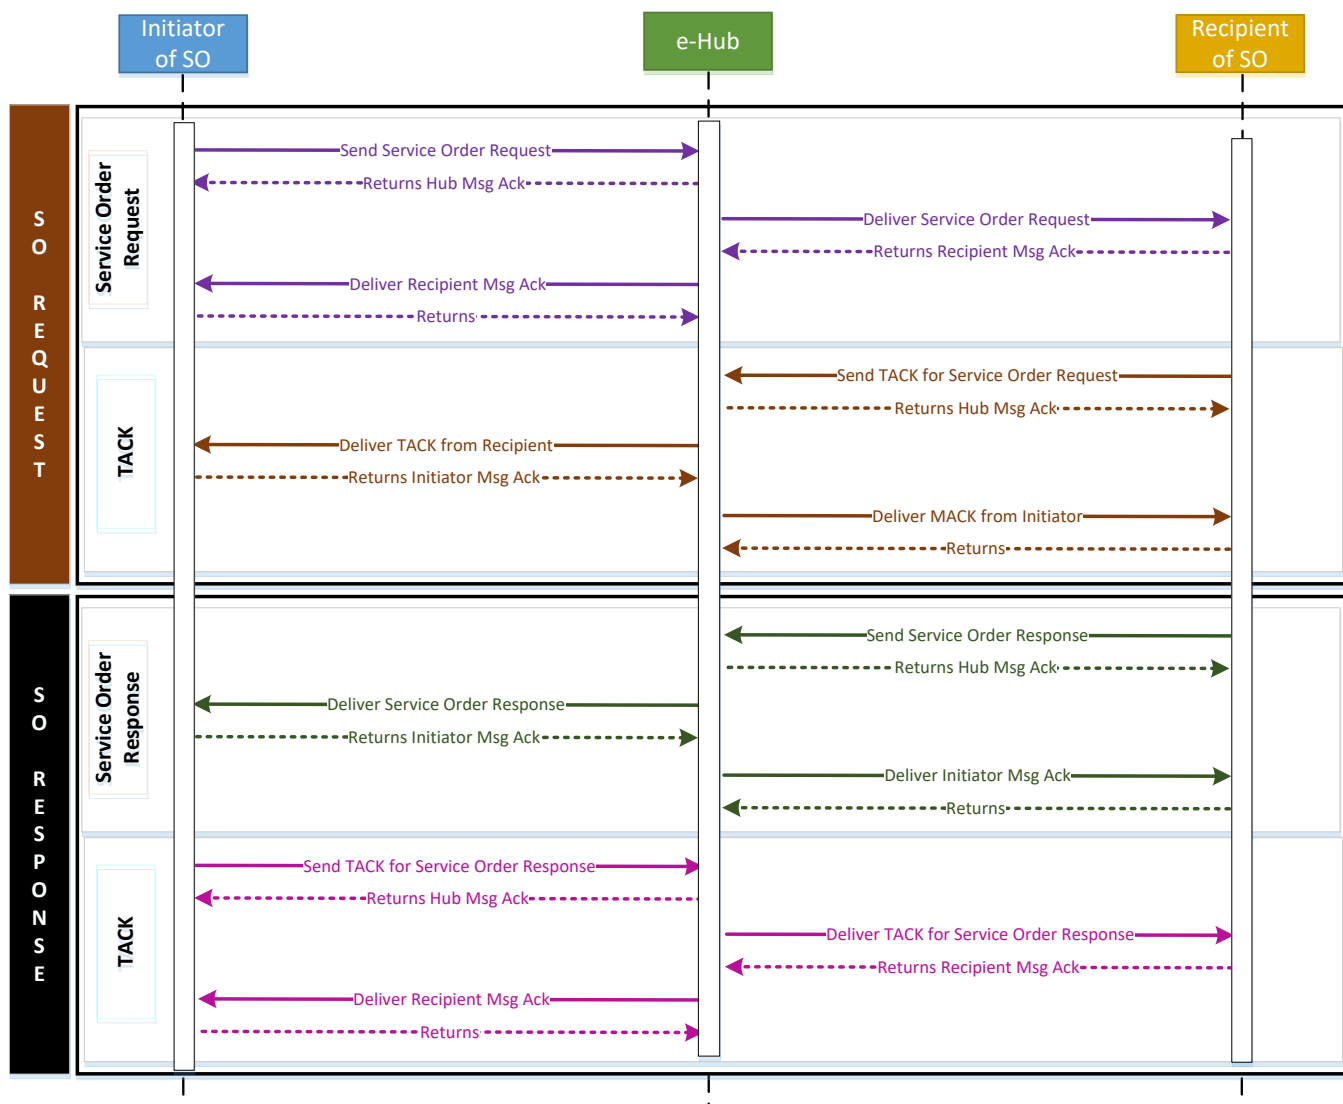 Initiator
of SO
e-Hub
Recipient
of SO
SO REQUEST
Service Order
Request
Send Service Order Request
Returns Hub Msg Ack
Deliver Service Order Request
Returns Recipient Msg Ack
Deliver Recipient Msg Ack
Returns
TACK
Send TACK for Service Order Request
Returns Hub Msg Ack
Deliver TACK from Recipient
Returns Initiator Msg Ack
Deliver MACK from Initiator
Returns
SO RESPONSE
Service Order
Response
Send Service Order Response
Returns Hub Msg Ack
Deliver Service Order Response
Returns Initiator Msg Ack
Deliver Initiator Msg Ack
Returns
TACK
Send TACK for Service Order Response
Returns Hub Msg Ack
Deliver TACK for Service Order Response
Returns Recipient Msg Ack
Deliver Recipient Msg Ack
Returns